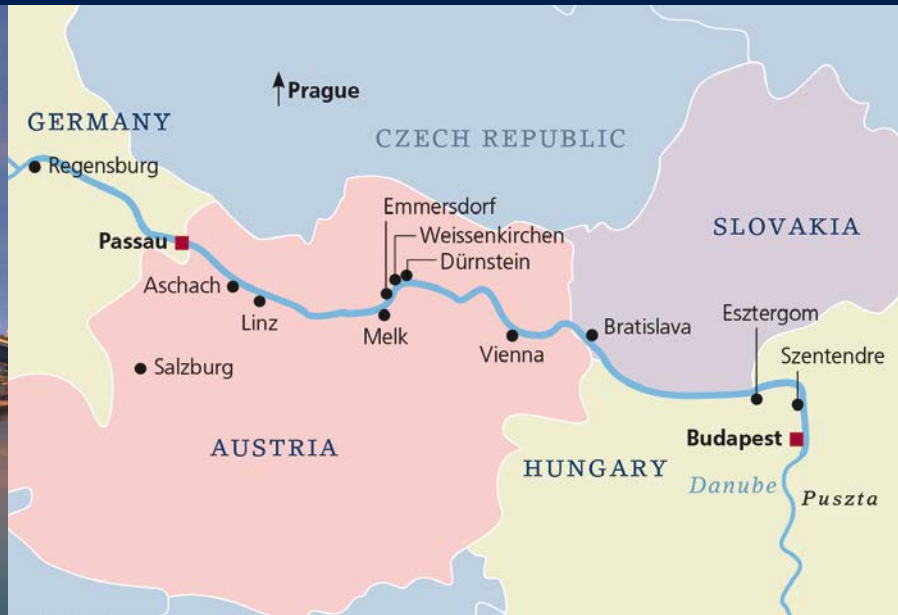 Prague
GERMANY
CZECH REPUBLIC
Regensburg
Emmersdorf
Weissenkirchen
SLOVAKIA
Passau
Dürnstein
Aschach
Linz
Melk
Vienna
Bratislava
Esztergom
Szentendre
Salzburg
AUSTRIA
Budapest
HUNGARY
Danube
Puszta